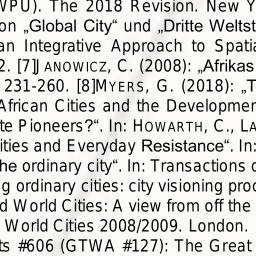 WPU). The 2018 Revision. New Y
on „Global City“ und „Dritte Weltst
an Integrative Approach to Spati
2. [7]JANOWICZ, C. (2008): „Afrikas
231-260. [8]MYERS, G. (2018): „T
African Cities and the Developmen
te Pioneers?“. In: HOWARTH, C., LA
ities and Everyday Resistance“. In:
he ordinary city“. In: Transactions o
g ordinary cities: city visioning proc
d World Cities: A view from off the
World Cities 2008/2009. London.
ts #606 (GTWA #127): The Great